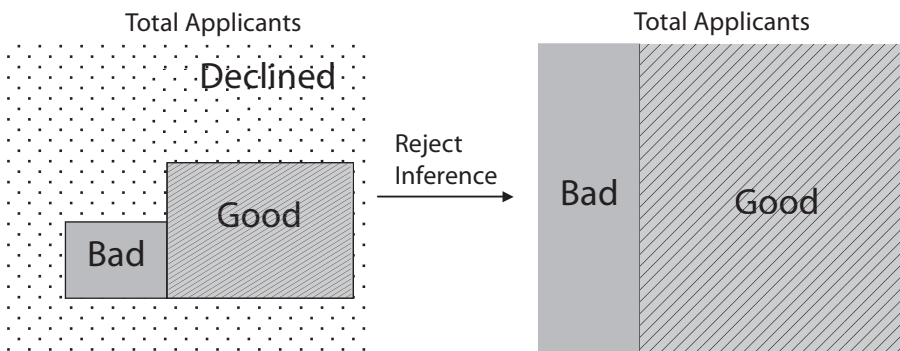 Total Applicants
Declined
Bad
Good
Reject
Inference
Total Applicants
Bad
Good